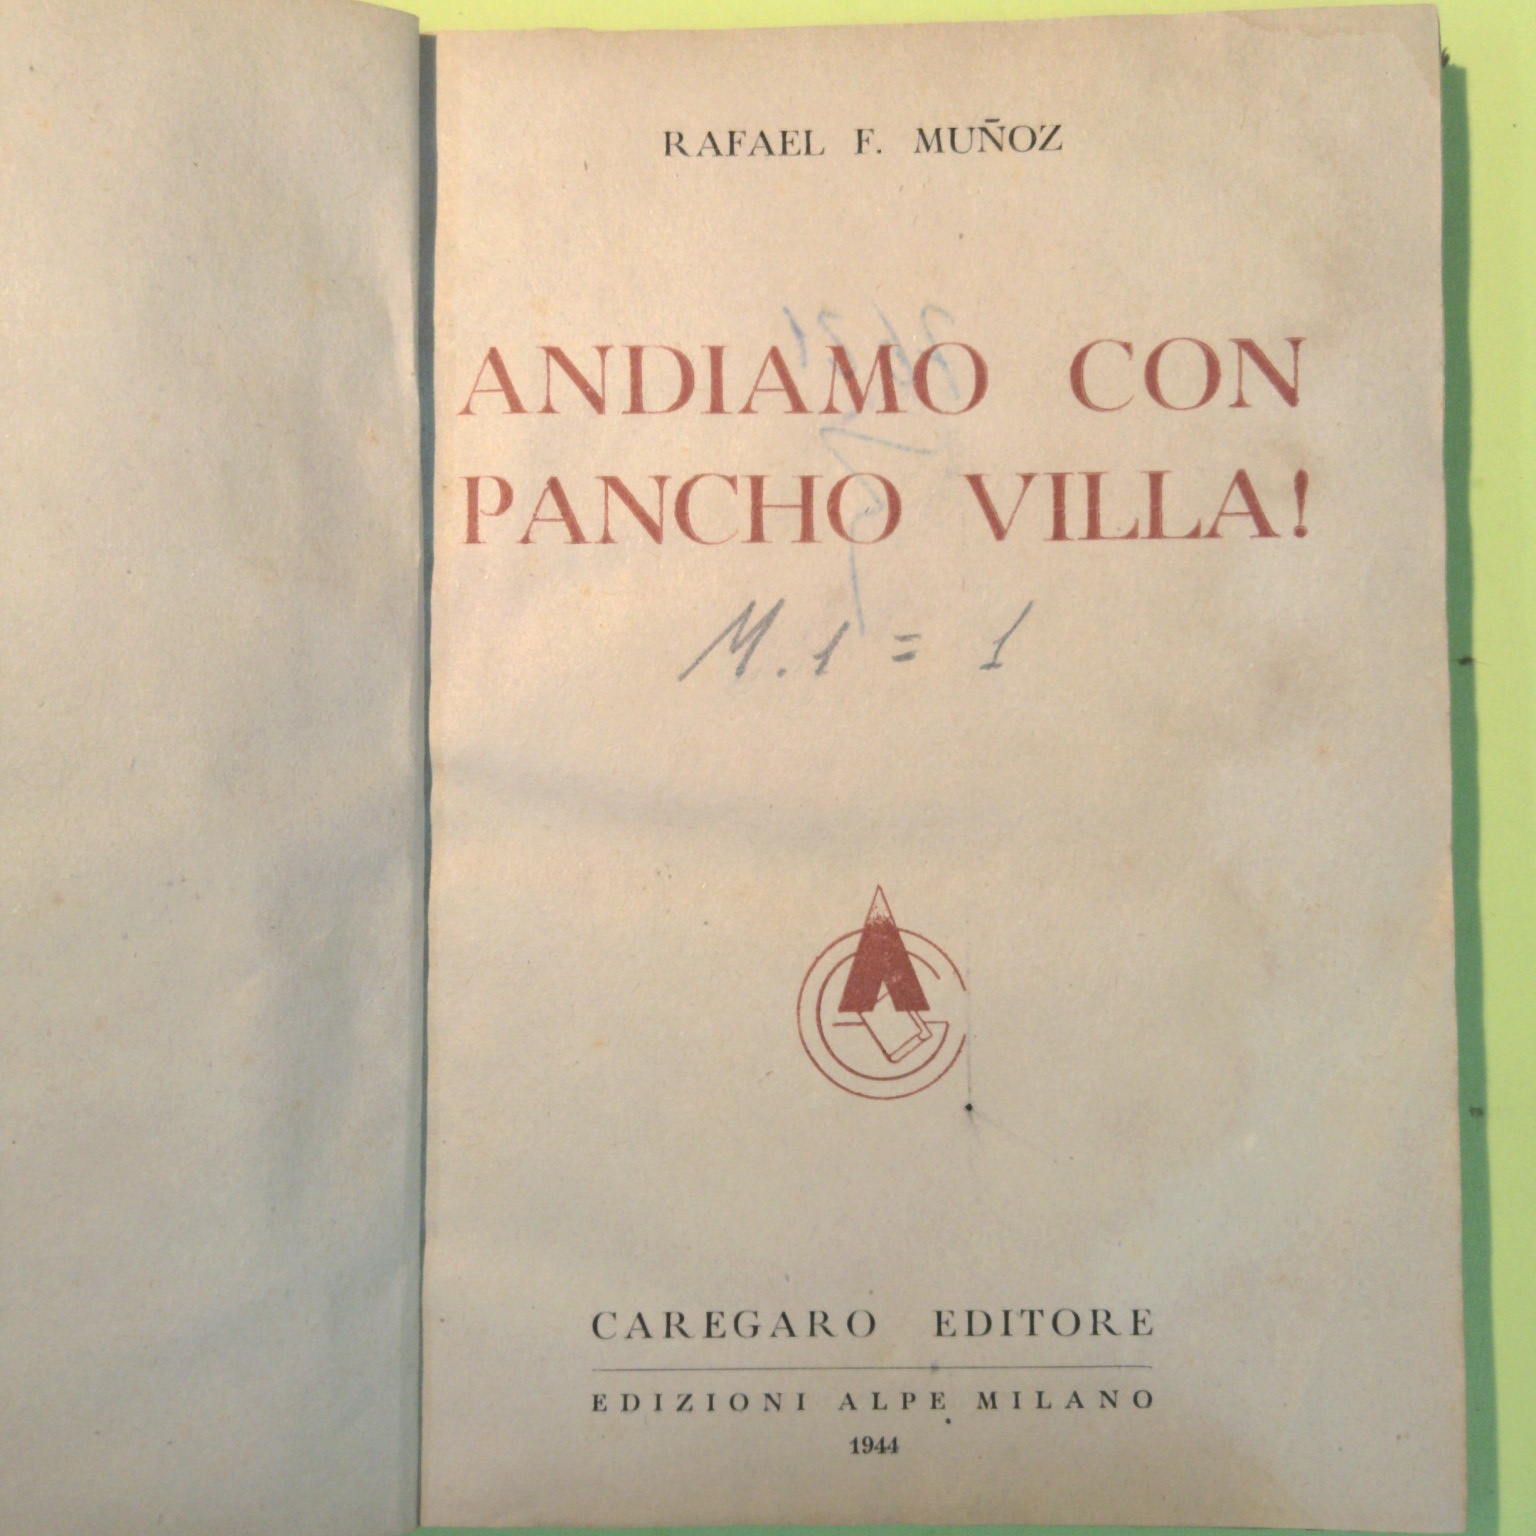 RAFAEL F. MUÑOZ
ANDIAMO CON
PANCHO VILLA!
M. 1 = 1
CAREGARO EDITORE
EDIZIONI ALPE MILANO
1944